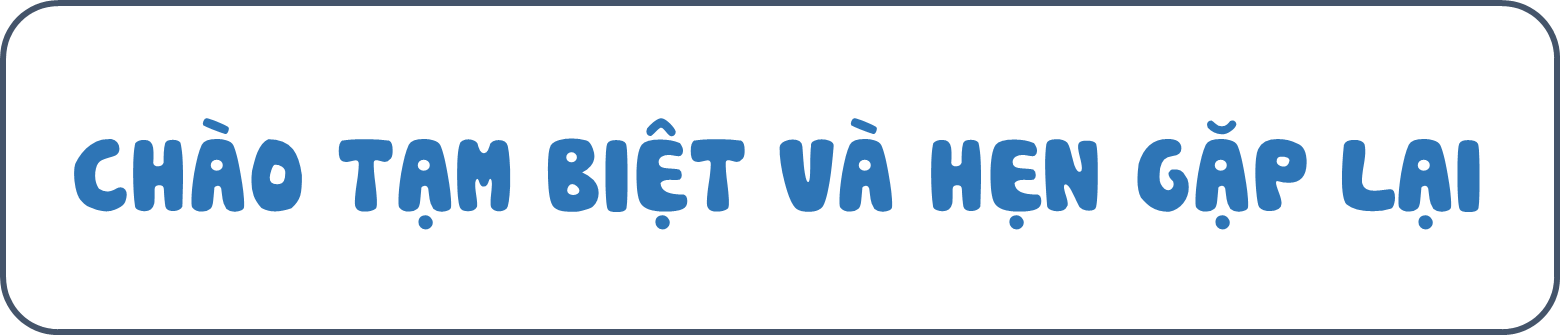 CHÀO TẠM BIỆT VÀ HẸN GẶP LẠI